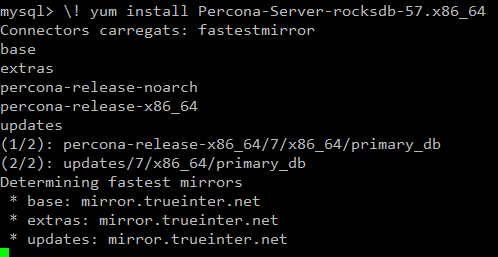 mysql> \! yum install Percona-Server-rocksdb-57.x86_64
Connectors carregats: fastestmirror
base
extras
percona-release-noarch
percona-release-x86_64
updates
(1/2): percona-release-x86_64/7/x86_64/primary_db
(2/2): updates/7/x86_64/primary_db
Determining fastest mirrors
 * base: mirror.trueinter.net
 * extras: mirror.trueinter.net
 * updates: mirror.trueinter.net